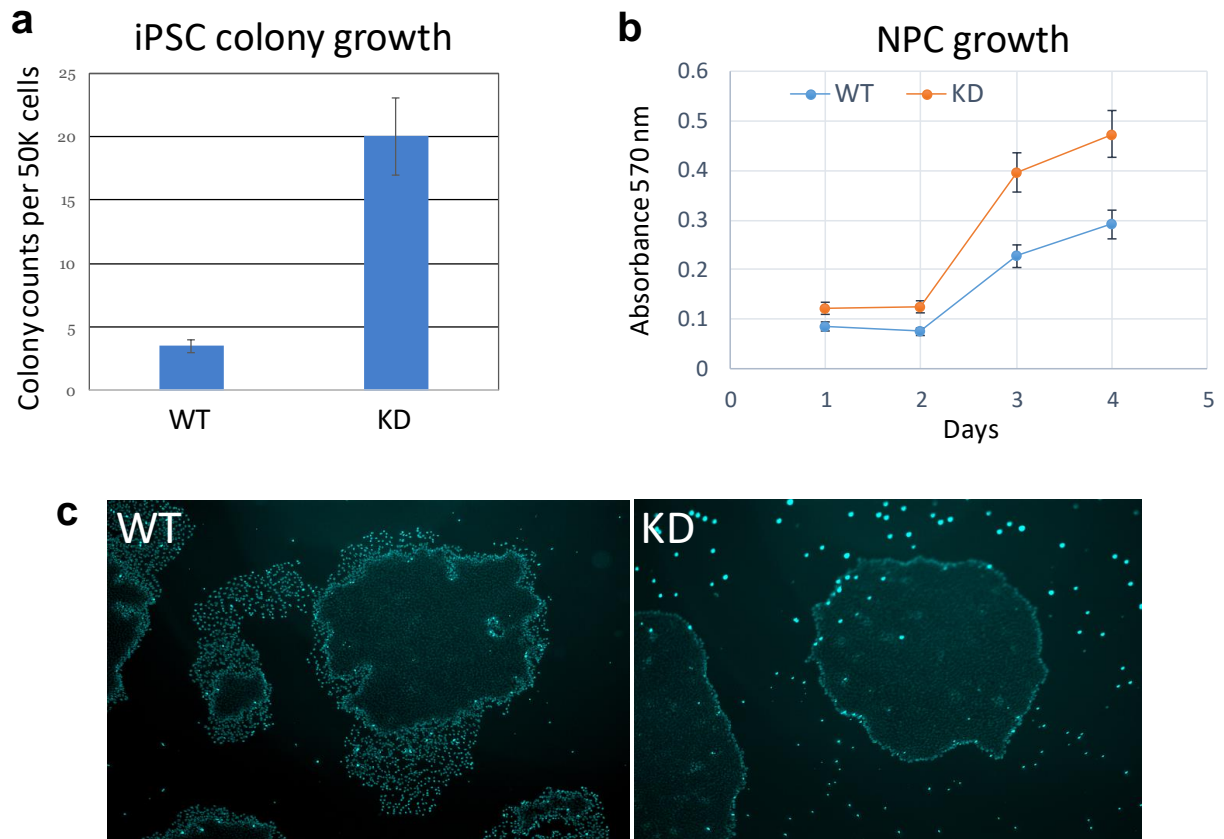 a
iPSC colony growth
Colony counts per 50K cells
25
20
15
10
5
0
WT
KD
b
NPC growth
WT
KD
Absorbance 570 nm
0.6
0.5
0.4
0.3
0.2
0.1
0
0 1 2 3 4 5
Days
c
WT
KD